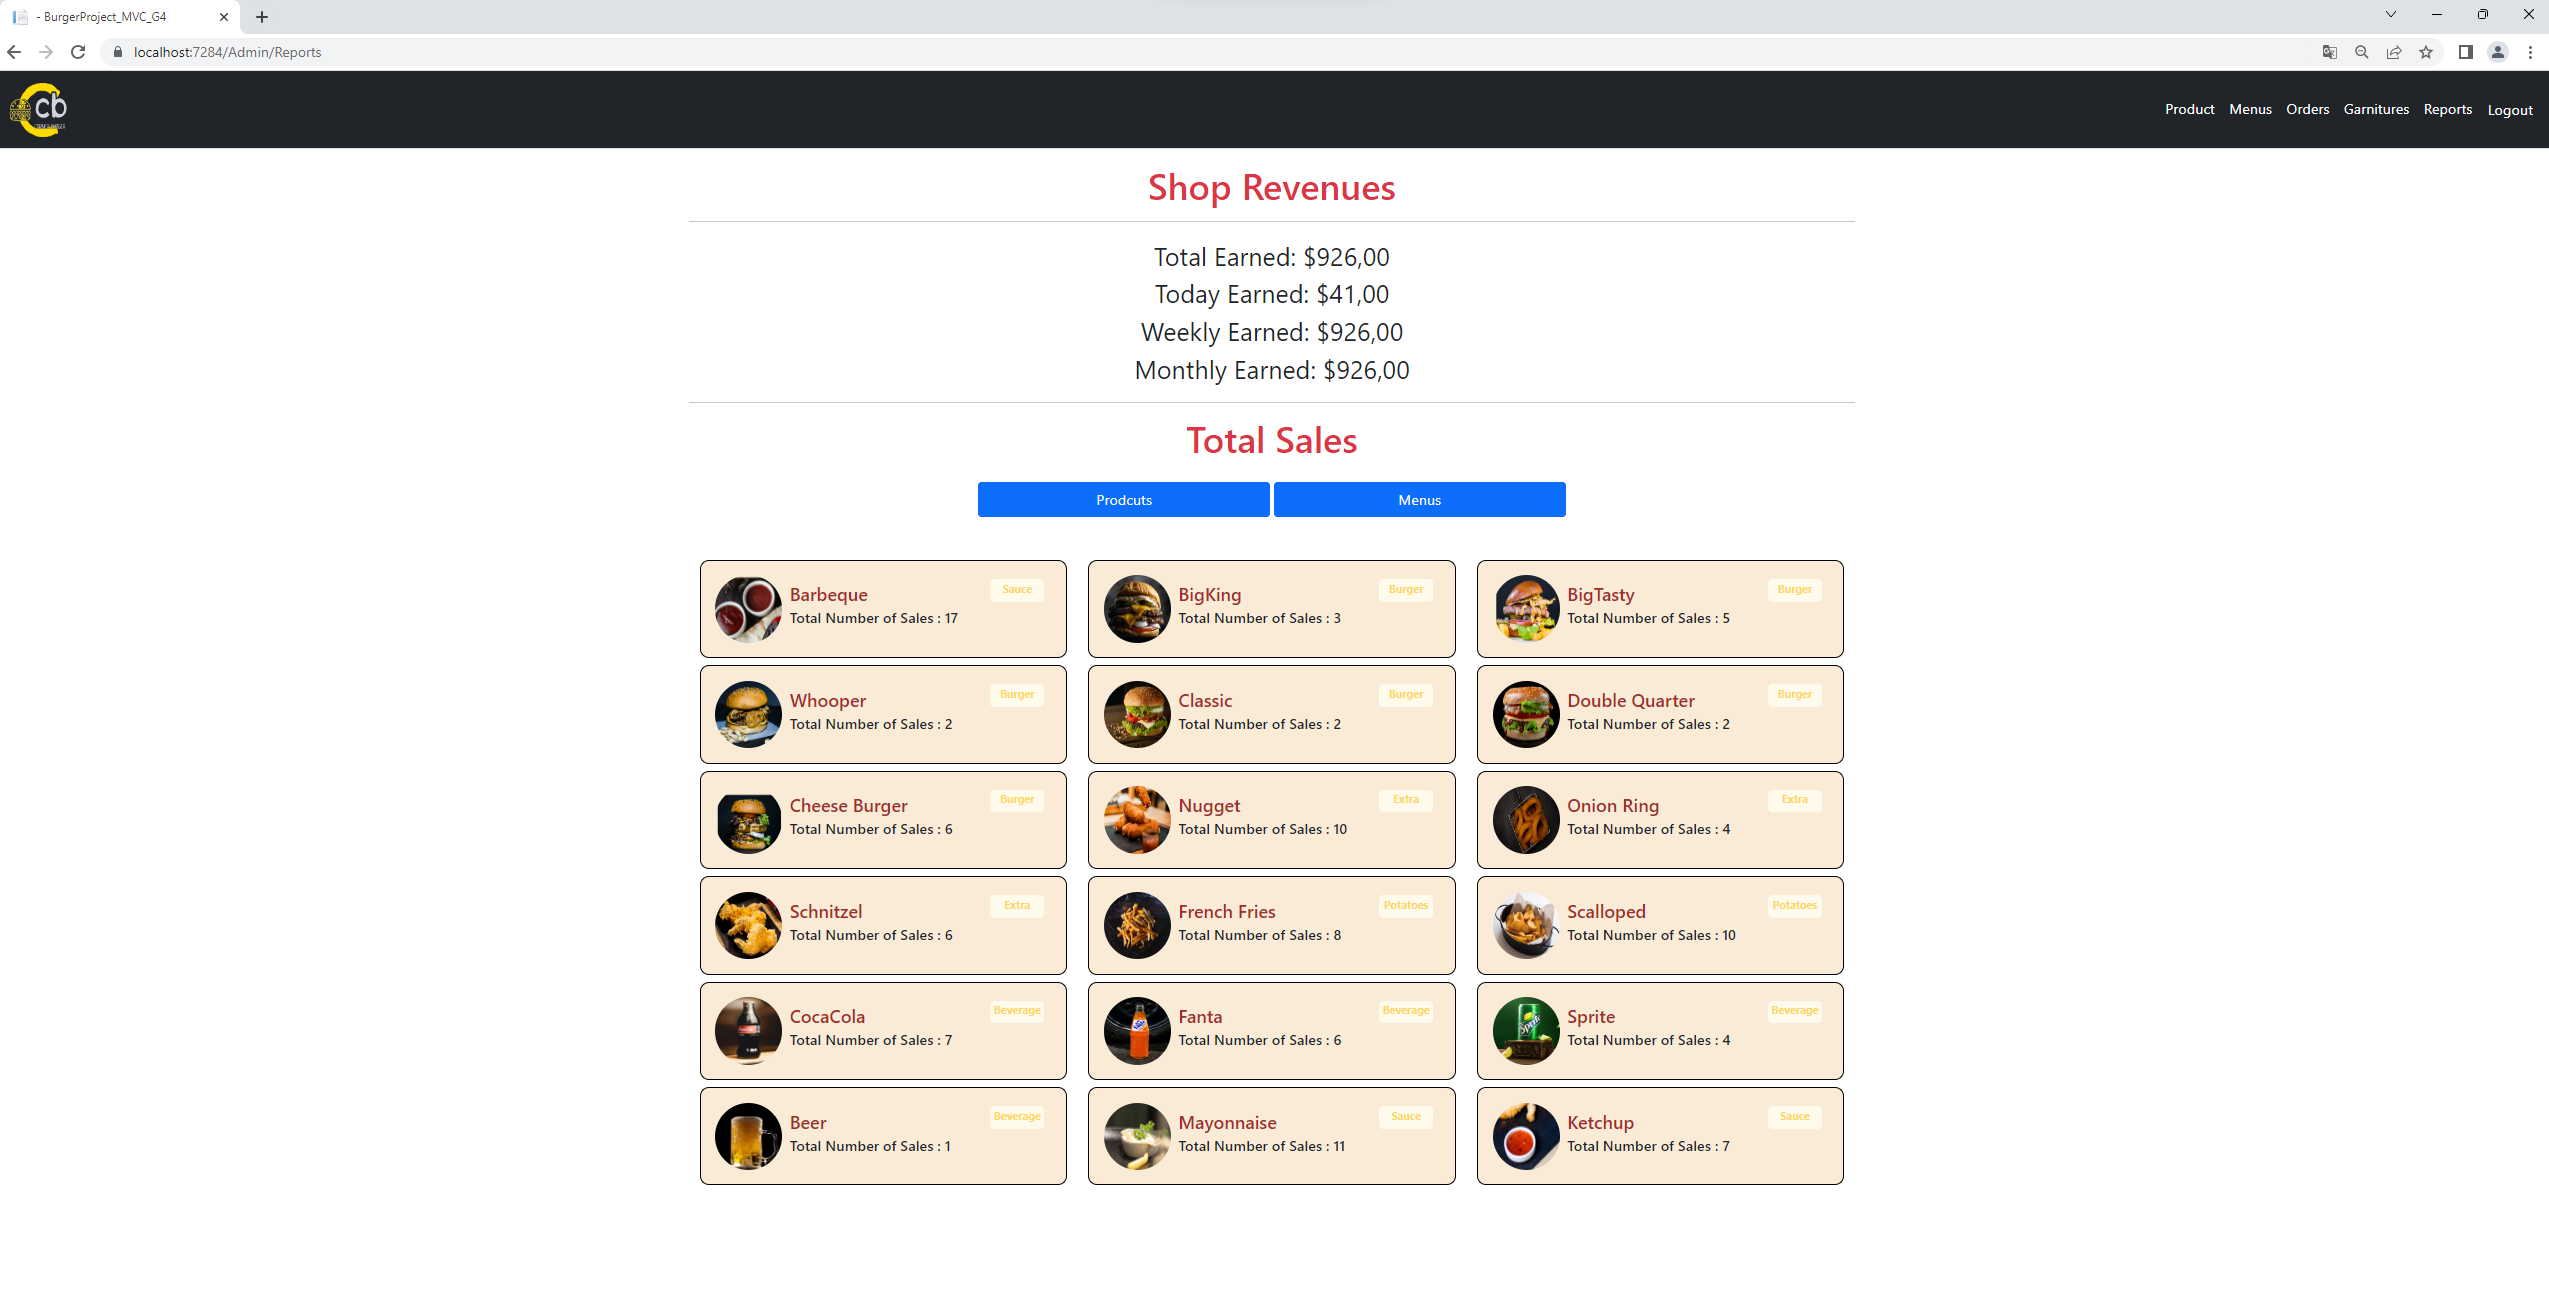 - BurgerProject_MVC_G4
localhost:7284/Admin/Reports
cb
Product Menus Orders Garnitures Reports Logout
Shop Revenues
Total Earned: $926,00
Today Earned: $41,00
Weekly Earned: $926,00
Monthly Earned: $926,00
Total Sales
Prodcuts Menus
Barbeque Sauce
Total Number of Sales : 17
BigKing Burger
Total Number of Sales : 3
BigTasty Burger
Total Number of Sales : 5
Whooper Burger
Total Number of Sales : 2
Classic Burger
Total Number of Sales : 2
Double Quarter Burger
Total Number of Sales : 2
Cheese Burger Burger
Total Number of Sales : 6
Nugget Extra
Total Number of Sales : 10
Onion Ring Extra
Total Number of Sales : 4
Schnitzel Extra
Total Number of Sales : 6
French Fries Potatoes
Total Number of Sales : 8
Scalloped Potatoes
Total Number of Sales : 10
CocaCola Beverage
Total Number of Sales : 7
Fanta Beverage
Total Number of Sales : 6
Sprite Beverage
Total Number of Sales : 4
Beer Beverage
Total Number of Sales : 1
Mayonnaise Sauce
Total Number of Sales : 11
Ketchup Sauce
Total Number of Sales : 7